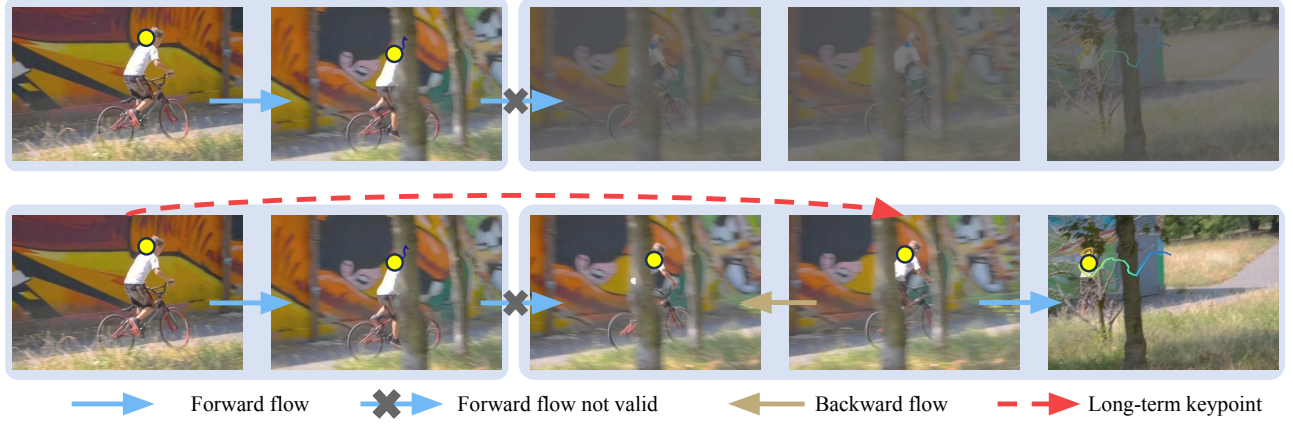 Forward flow
Forward flow not valid
Backward flow
Long-term keypoint